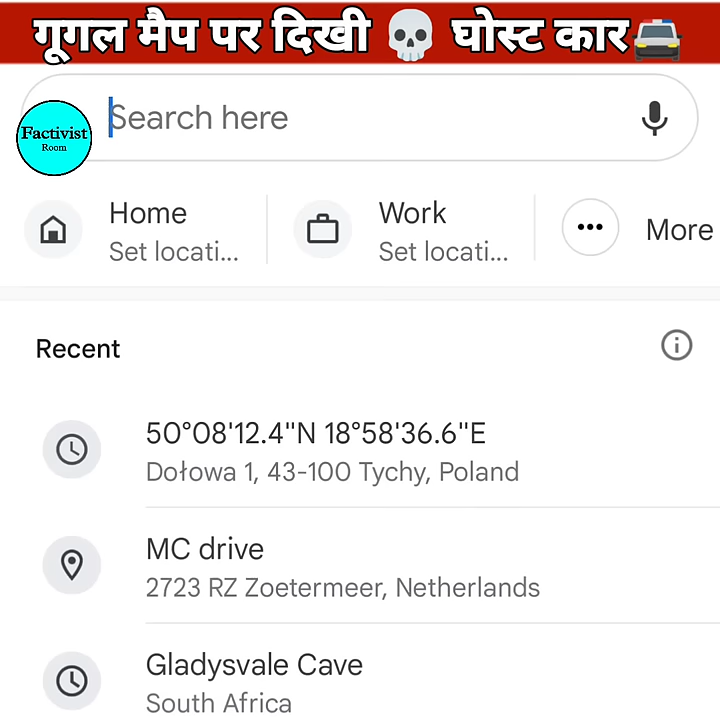 गूगल मैप पर दिखी 💀 घोस्ट कार🚔
Search here
Factivist
Room
Home
Set locati...
Work
Set locati...
More
Recent
50°08'12.4"N 18°58'36.6"E
Dołowa 1, 43-100 Tychy, Poland
MC drive
2723 RZ Zoetermeer, Netherlands
Gladysvale Cave
South Africa